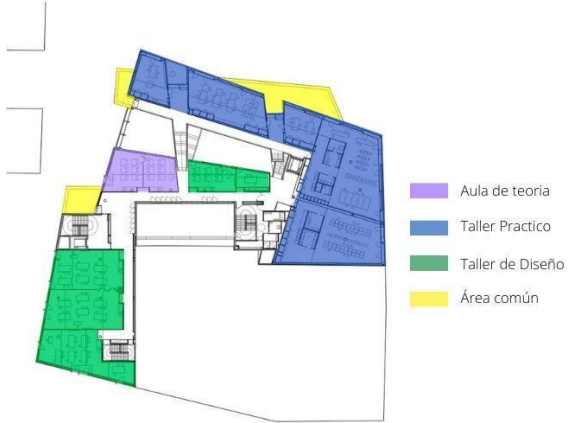 Aula de teoria
Taller Practico
Taller de Diseño
Área común